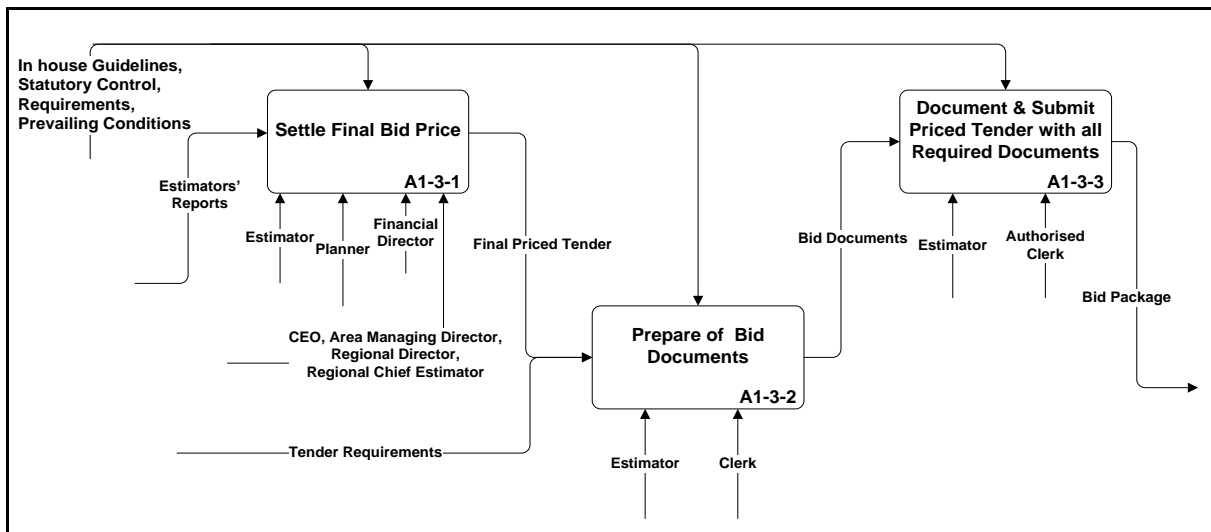 In house Guidelines,
Statutory Control,
Requirements,
Prevailing Conditions
Settle Final Bid Price
A1-3-1
Document & Submit
Priced Tender with all
Required Documents
A1-3-3
Estimators'
Reports
Estimator
Planner
Financial
Director
Final Priced Tender
CEO, Area Managing Director,
Regional Director,
Regional Chief Estimator
Bid Documents
Estimator
Authorised
Clerk
Bid Package
Prepare of Bid
Documents
A1-3-2
Tender Requirements
Estimator
Clerk